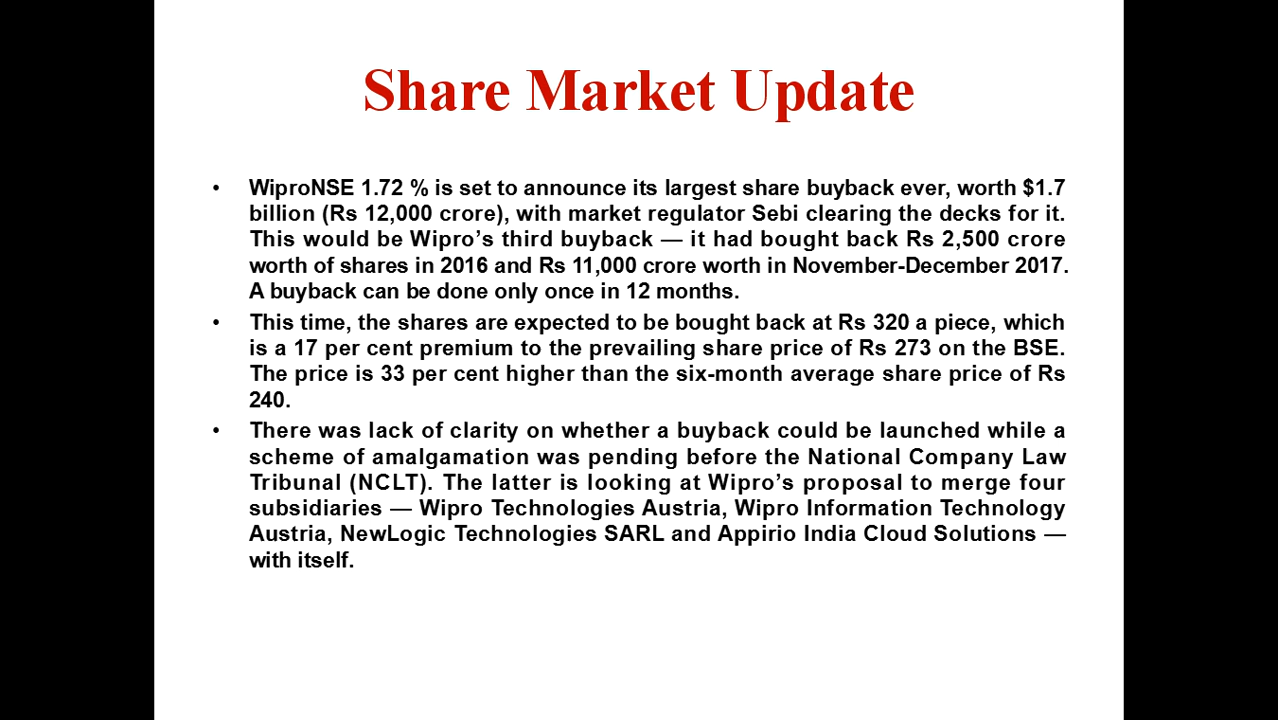 Share Market Update
• WiproNSE 1.72 % is set to announce its largest share buyback ever, worth $1.7
billion (Rs 12,000 crore), with market regulator Sebi clearing the decks for it.
This would be Wipro’s third buyback — it had bought back Rs 2,500 crore
worth of shares in 2016 and Rs 11,000 crore worth in November-December 2017.
A buyback can be done only once in 12 months.
• This time, the shares are expected to be bought back at Rs 320 a piece, which
is a 17 per cent premium to the prevailing share price of Rs 273 on the BSE.
The price is 33 per cent higher than the six-month average share price of Rs
240.
• There was lack of clarity on whether a buyback could be launched while a
scheme of amalgamation was pending before the National Company Law
Tribunal (NCLT). The latter is looking at Wipro’s proposal to merge four
subsidiaries — Wipro Technologies Austria, Wipro Information Technology
Austria, NewLogic Technologies SARL and Appirio India Cloud Solutions —
with itself.